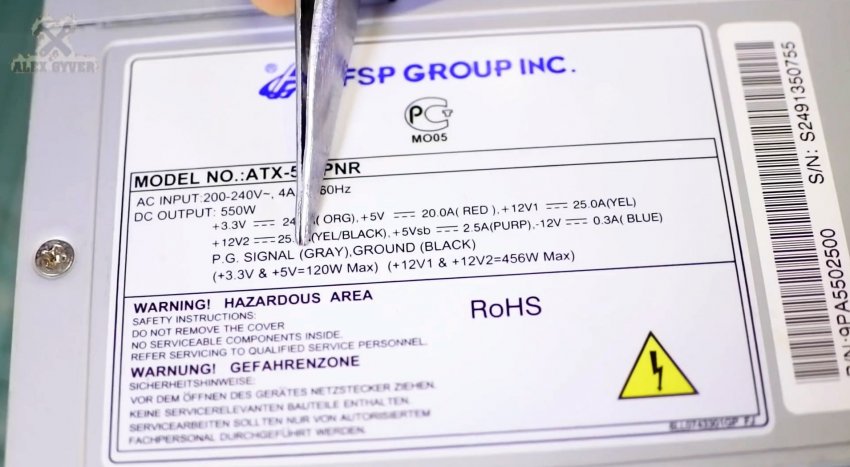 ALEX GYVER
® FSP GROUP INC.
PG
MO05
MODEL NO.:ATX-5 PNR
AC INPUT:200-240V~, 4A, 60Hz
DC OUTPUT: 550W
+3.3V ⎓ 24 A( ORG),+5V ⎓ 20.0A( RED ),+12V1 ⎓ 25.0A(YEL)
+12V2 ⎓ 25. A(YEL/BLACK),+5Vsb ⎓ 2.5A(PURP),-12V ⎓ 0.3A( BLUE)
P.G. SIGNAL (GRAY),GROUND (BLACK)
(+3.3V & +5V=120W Max) (+12V1 & +12V2=456W Max)
WARNING! HAZARDOUS AREA
SAFETY INSTRUCTIONS:
DO NOT REMOVE THE COVER
NO SERVICEABLE COMPONENTS INSIDE.
REFER SERVICING TO QUALIFIED SERVICE PERSONNEL.
WARNUNG! GEFAHRENZONE
SICHERHEITSHINWEISE:
VOR DEM ÖFFNEN DES GERÄTES NETZSTECKER ZIEHEN.
KEINE SERVICERELEVANTEN BAUTEILE ENTHALTEN.
SERVICEARBEITEN SOLLTEN NUR VON AUTORISIERTEM
FACHPERSONAL DURCHGEFÜHRT WERDEN.
RoHS
S/N: S2491350755
S/N:9PA5502500